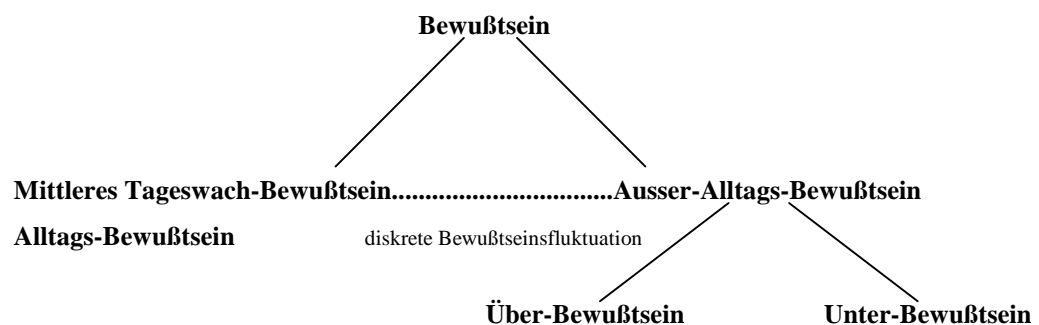 Bewußtsein
Mittleres Tageswach-Bewußtsein.................................Ausser-Alltags-Bewußtsein
Alltags-Bewußtsein diskrete Bewußtseinsfluktuation
Über-Bewußtsein Unter-Bewußtsein